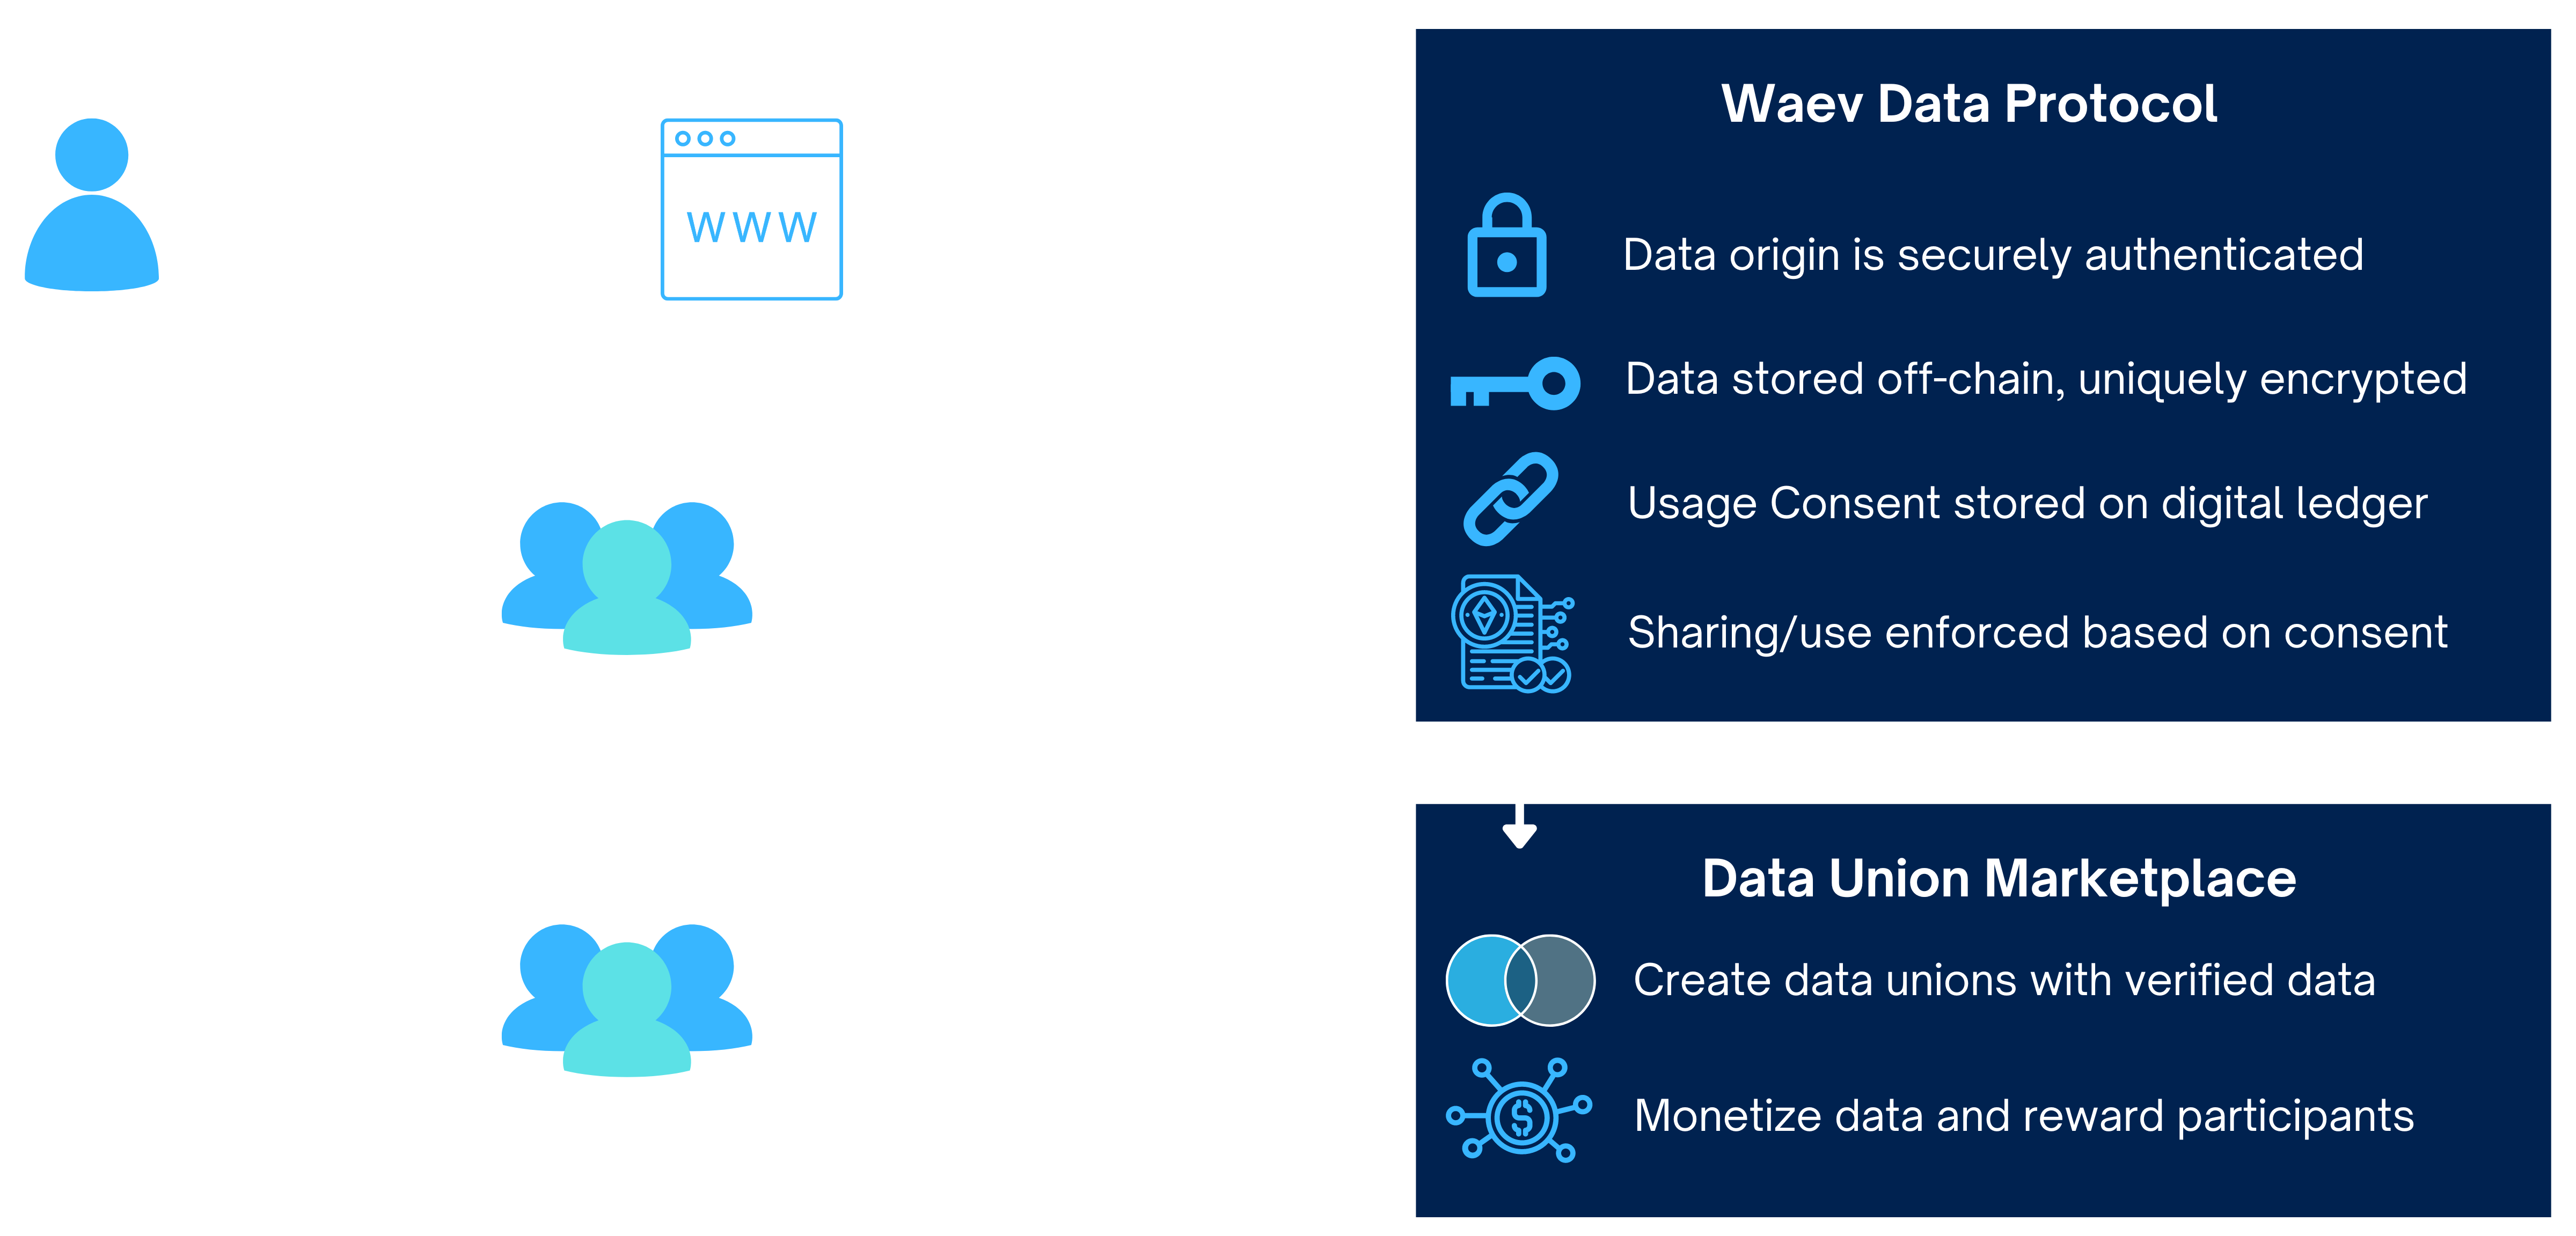 WWW
Waev Data Protocol
Data origin is securely authenticated
Data stored off-chain, uniquely encrypted
Usage Consent stored on digital ledger
Sharing/use enforced based on consent
Data Union Marketplace
Create data unions with verified data
$
Monetize data and reward participants